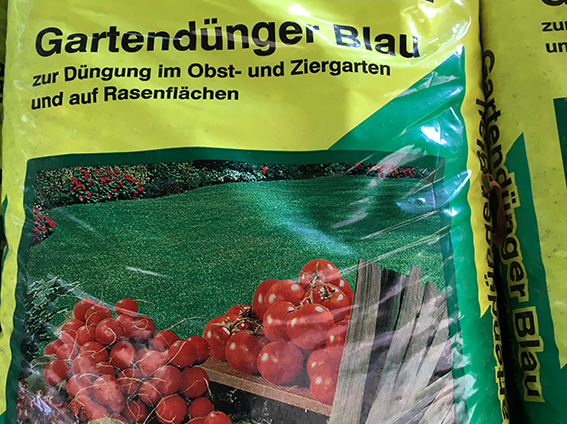 Gartendünger Blau
zur Düngung im Obst- und Ziergarten
und auf Rasenflächen
Gartendünger Blau